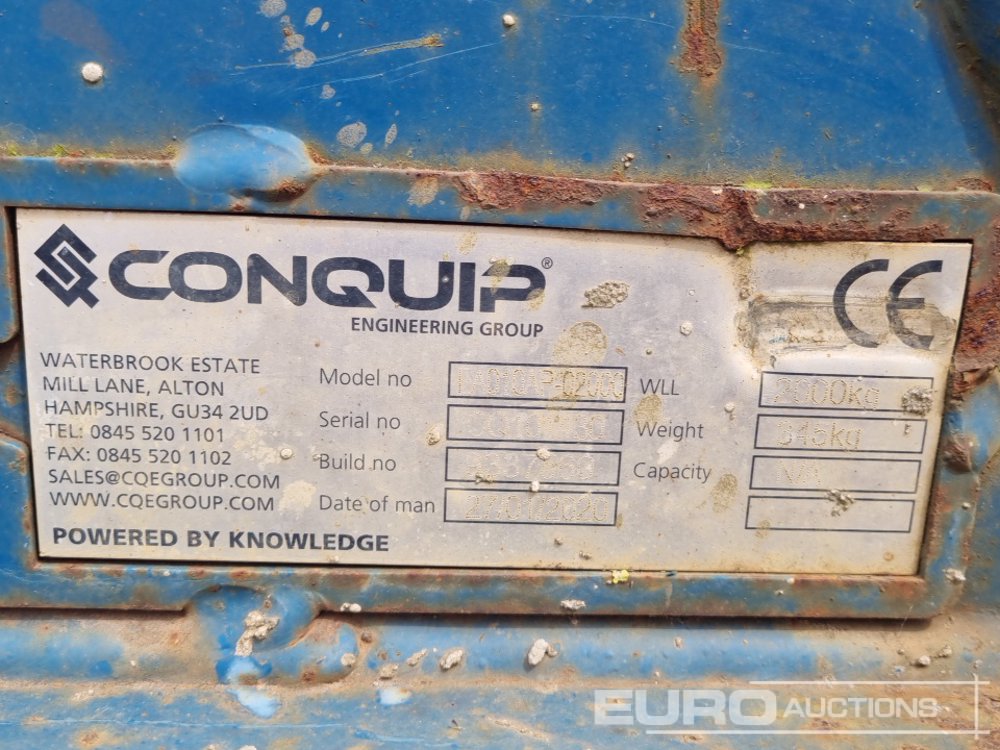 CONQUIP®
ENGINEERING GROUP
CE
WATERBROOK ESTATE
MILL LANE, ALTON
HAMPSHIRE, GU34 2UD
TEL: 0845 520 1101
FAX: 0845 520 1102
SALES@CQEGROUP.COM
WWW.CQEGROUP.COM
POWERED BY KNOWLEDGE
Model no
Serial no
Build no
Date of man
WLL 2000kg
Weight 345kg
Capacity N/A
EURO AUCTIONS